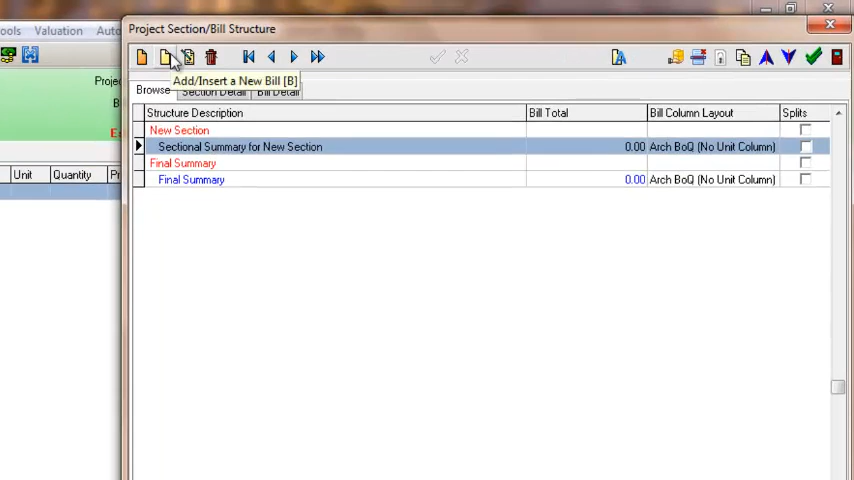 Project Section/Bill Structure
ools Valuation Auto
Add/Insert a New Bill [B]
Projec
B
E
Browse Section Detail Bill Detail
Structure Description Bill Total Bill Column Layout Splits
New Section
Sectional Summary for New Section 0.00 Arch BoQ (No Unit Column)
Final Summary
Final Summary 0.00 Arch BoQ (No Unit Column)
Unit Quantity Pr